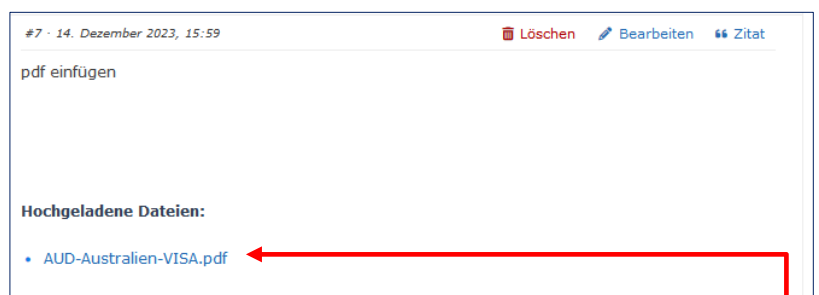 #7 · 14. Dezember 2023, 15:59 Löschen Bearbeiten Zitat
pdf einfügen
Hochgeladene Dateien:
• AUD-Australien-VISA.pdf